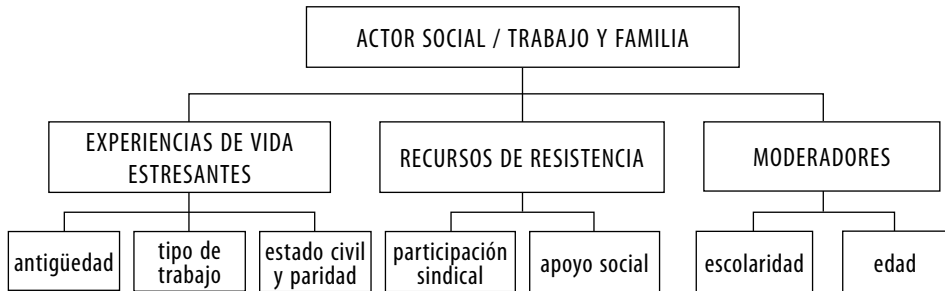 ACTOR SOCIAL / TRABAJO Y FAMILIA
EXPERIENCIAS DE VIDA
ESTRESANTES
RECURSOS DE RESISTENCIA
MODERADORES
antigüedad
tipo de
trabajo
estado civil
y paridad
participación
sindical
apoyo social
escolaridad
edad